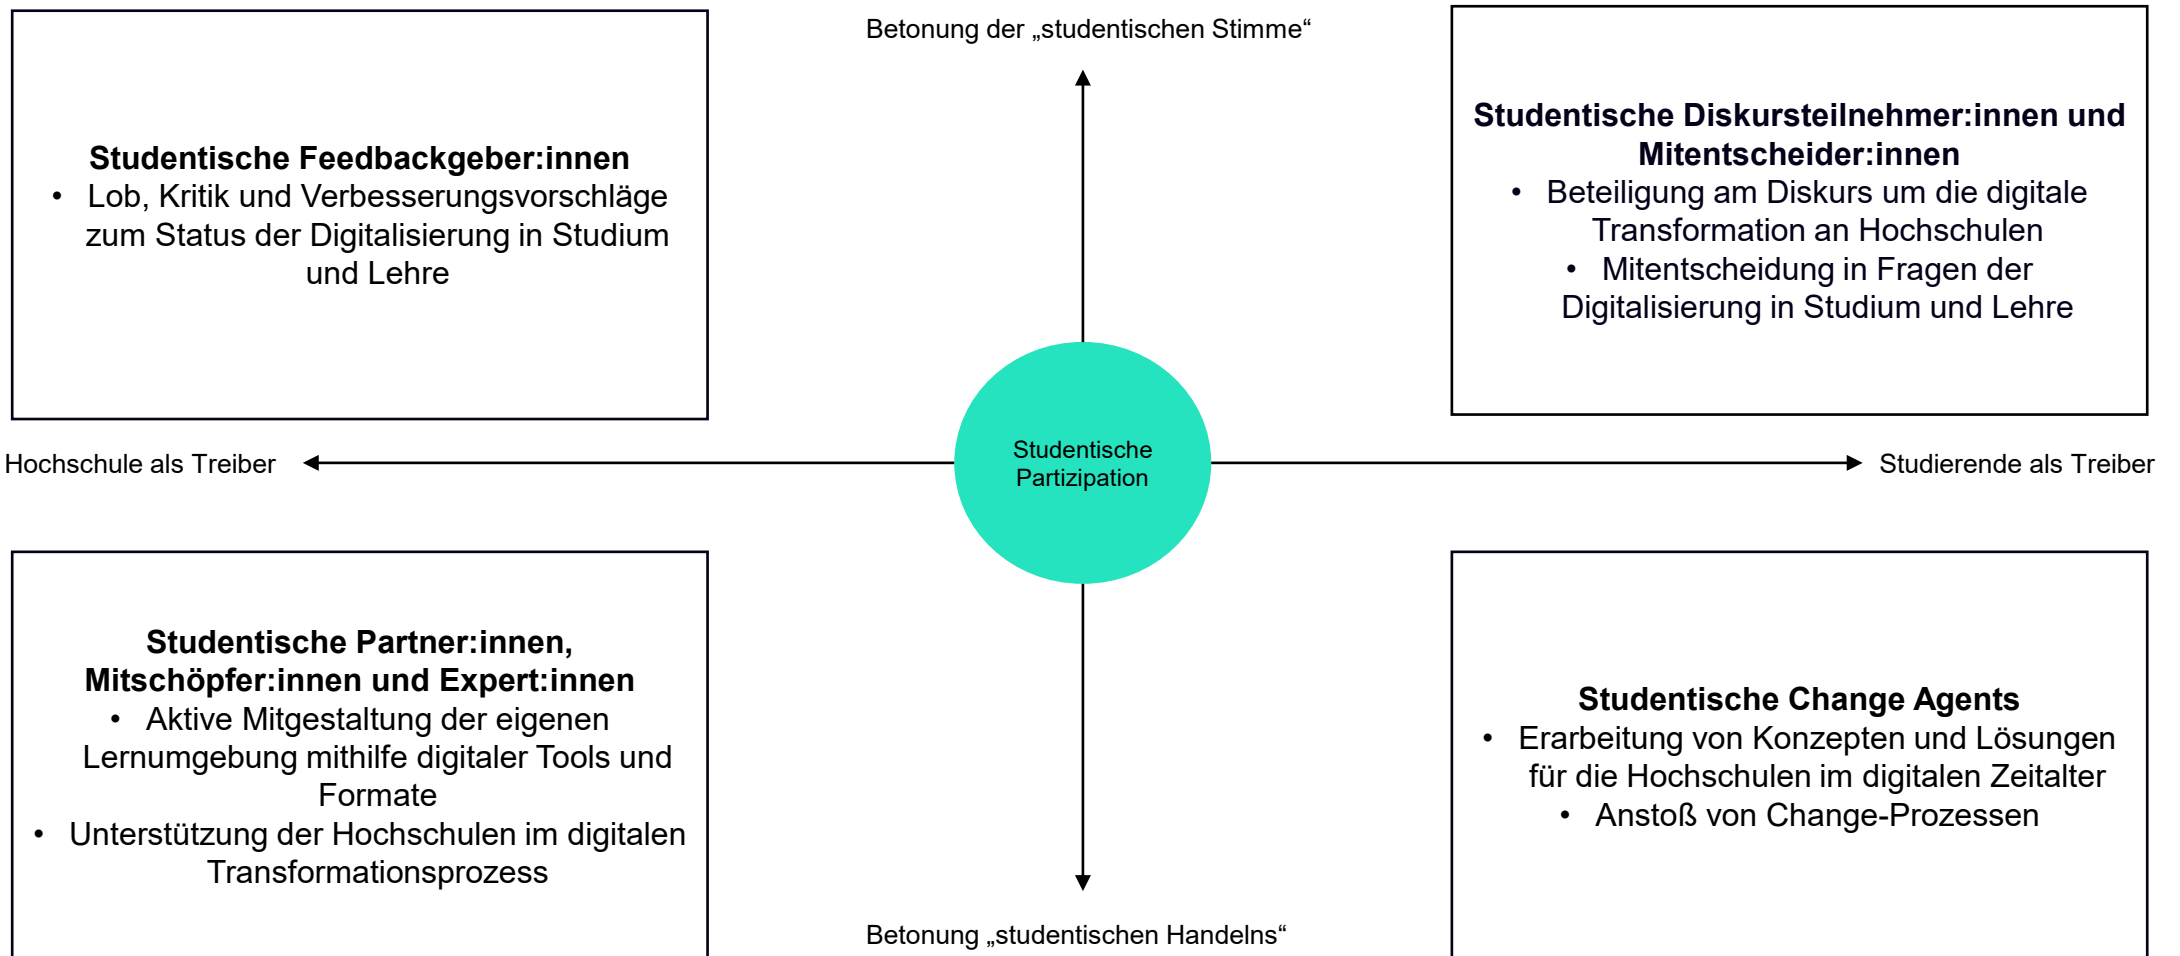 Betonung der „studentischen Stimme“
Studentische Feedbackgeber:innen
• Lob, Kritik und Verbesserungsvorschläge
zum Status der Digitalisierung in Studium
und Lehre
Studentische Diskursteilnehmer:innen und
Mitentscheider:innen
• Beteiligung am Diskurs um die digitale
Transformation an Hochschulen
• Mitentscheidung in Fragen der
Digitalisierung in Studium und Lehre
Hochschule als Treiber
Studentische
Partizipation
Studierende als Treiber
Studentische Partner:innen,
Mitschöpfer:innen und Expert:innen
• Aktive Mitgestaltung der eigenen
Lernumgebung mithilfe digitaler Tools und
Formate
• Unterstützung der Hochschulen im digitalen
Transformationsprozess
Studentische Change Agents
• Erarbeitung von Konzepten und Lösungen
für die Hochschulen im digitalen Zeitalter
• Anstoß von Change-Prozessen
Betonung „studentischen Handelns“